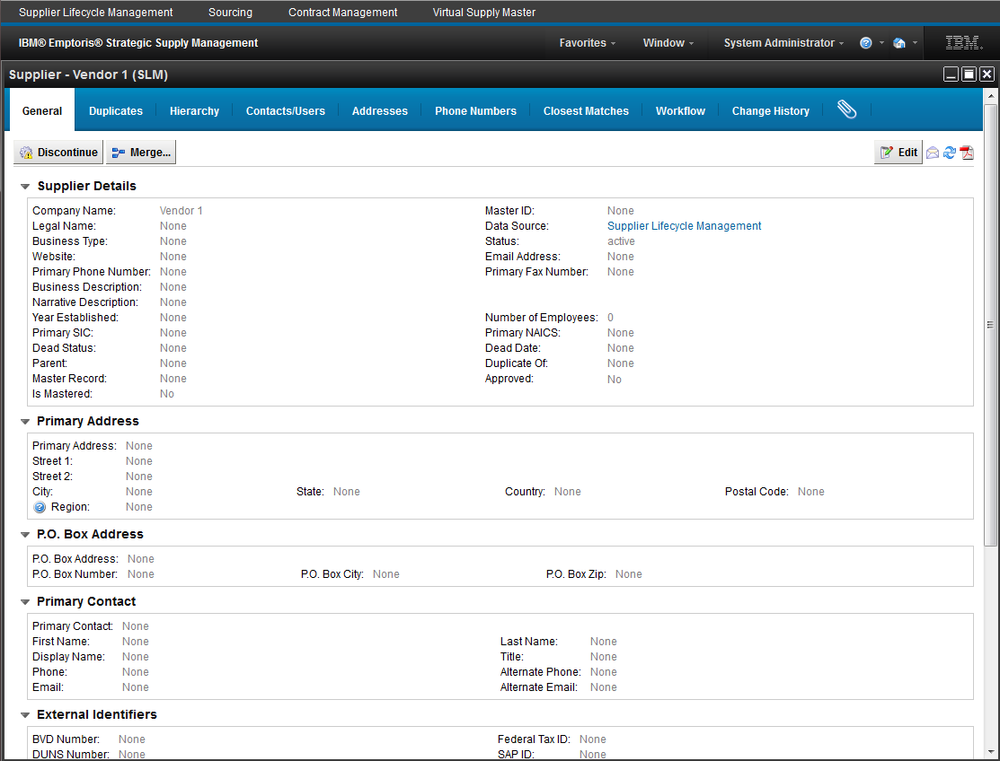 Supplier Lifecycle Management Sourcing Contract Management Virtual Supply Master
IBM® Emptoris® Strategic Supply Management Favorites Window System Administrator IBM.
Supplier - Vendor 1 (SLM)
General Duplicates Hierarchy Contacts/Users Addresses Phone Numbers Closest Matches Workflow Change History
Discontinue Merge... Edit
Supplier Details
Company Name: Vendor 1 Master ID: None
Legal Name: None Data Source: Supplier Lifecycle Management
Business Type: None Status: active
Website: None Email Address: None
Primary Phone Number: None Primary Fax Number: None
Business Description: None
Narrative Description: None
Year Established: None Number of Employees: 0
Primary SIC: None Primary NAICS: None
Dead Status: None Dead Date: None
Parent: None Duplicate Of: None
Master Record: None Approved: No
Is Mastered: No
Primary Address
Primary Address: None
Street 1: None
Street 2: None
City: None State: None Country: None Postal Code: None
? Region: None
P.O. Box Address
P.O. Box Address: None
P.O. Box Number: None P.O. Box City: None P.O. Box Zip: None
Primary Contact
Primary Contact: None
First Name: None Last Name: None
Display Name: None Title: None
Phone: None Alternate Phone: None
Email: None Alternate Email: None
External Identifiers
BVD Number: None Federal Tax ID: None
DUNS Number: None SAP ID: None